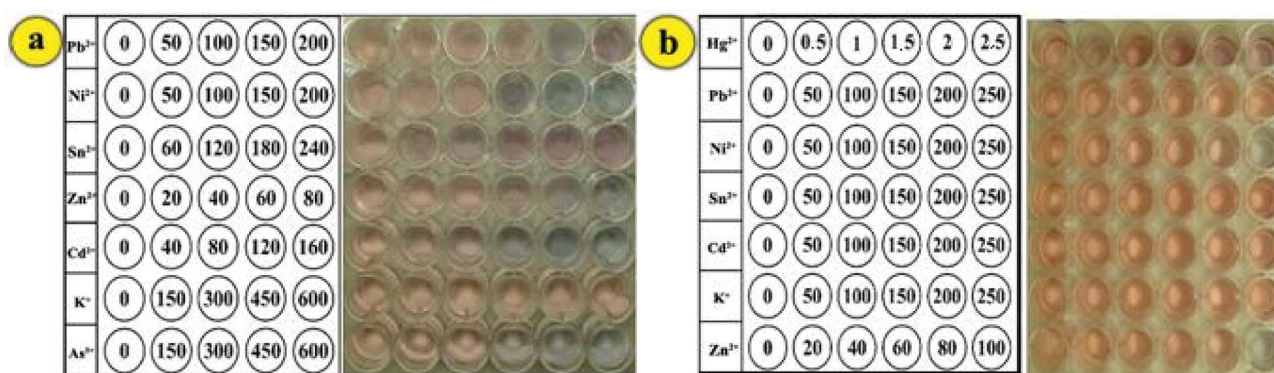 a
Pb²⁺ 0 50 100 150 200
Ni²⁺ 0 50 100 150 200
Sn²⁺ 0 60 120 180 240
Zn²⁺ 0 20 40 60 80
Cd²⁺ 0 40 80 120 160
K⁺ 0 150 300 450 600
As³⁺ 0 150 300 450 600
b
Hg²⁺ 0 0.5 1 1.5 2 2.5
Pb²⁺ 0 50 100 150 200 250
Ni²⁺ 0 50 100 150 200 250
Sn²⁺ 0 50 100 150 200 250
Cd²⁺ 0 50 100 150 200 250
K⁺ 0 50 100 150 200 250
Zn²⁺ 0 20 40 60 80 100